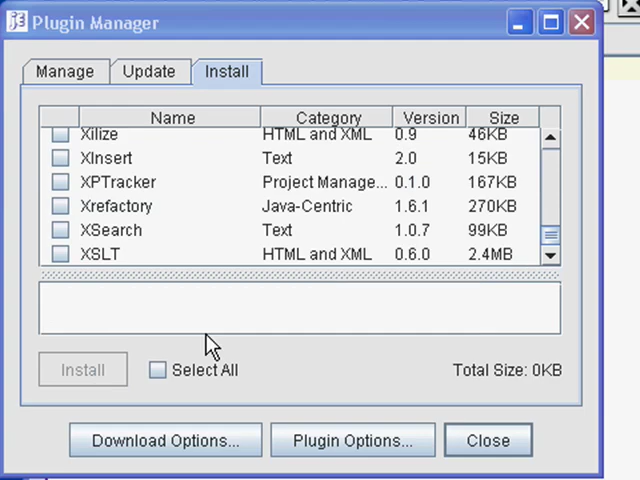 Plugin Manager
Manage Update Install
Name Category Version Size
Xilize HTML and XML 0.9 46KB
XInsert Text 2.0 15KB
XPTracker Project Manage... 0.1.0 167KB
Xrefactory Java-Centric 1.6.1 270KB
XSearch Text 1.0.7 99KB
XSLT HTML and XML 0.6.0 2.4MB
Install Select All Total Size: 0KB
Download Options... Plugin Options... Close